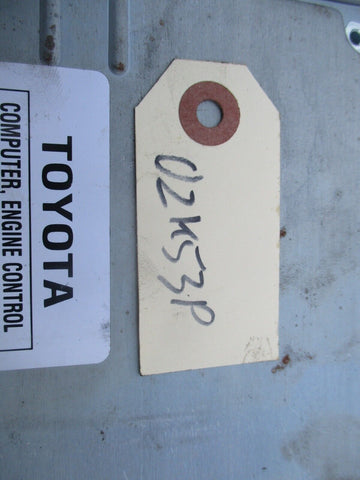 TOYOTA
COMPUTER, ENGINE CONTROL
02K53P